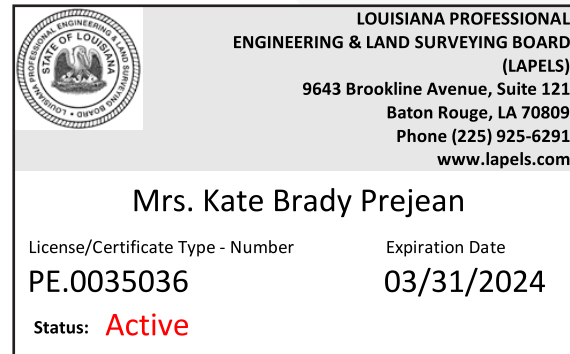 LOUISIANA PROFESSIONAL
ENGINEERING & LAND SURVEYING BOARD
(LAPELS)
9643 Brookline Avenue, Suite 121
Baton Rouge, LA 70809
Phone (225) 925-6291
www.lapels.com
LOUISIANA PROFESSIONAL ENGINEERING & LAND SURVEYING BOARD
STATE OF LOUISIANA
Mrs. Kate Brady Prejean
License/Certificate Type - Number
Expiration Date
PE.0035036
03/31/2024
Status: Active